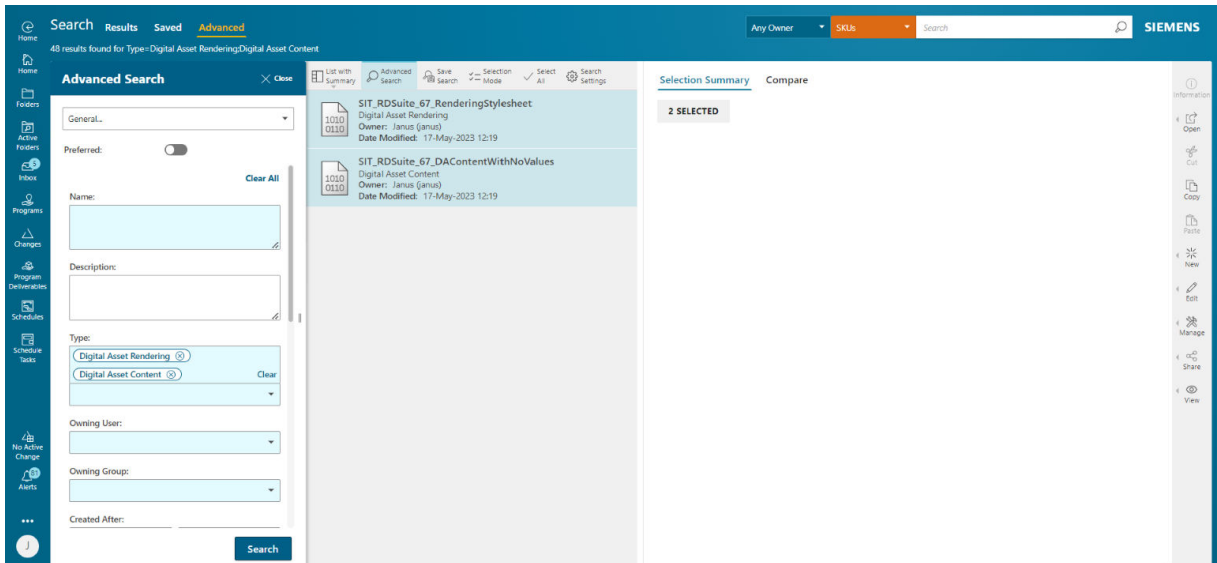 Home
Home
Folders
Active
Folders
3
Inbox
Programs
Changes
Program
Deliverables
Schedules
Schedule
Tasks
No Active
Change
61
Alerts
J
Search Results Saved Advanced
48 results found for Type=Digital Asset Rendering;Digital Asset Content
Any Owner SKUs Search SIEMENS
Advanced Search Close
General...
Preferred:
Clear All
Name:
Description:
Type:
Digital Asset Rendering
Digital Asset Content Clear
Owning User:
Owning Group:
Created After:
Search
List with
Summary
Advanced
Search
Save
Search
Selection
Mode
Select
All
Search
Settings
1010
0110
SIT_RDSuite_67_RenderingStylesheet
Digital Asset Rendering
Owner: Janus (janus)
Date Modified: 17-May-2023 12:19
1010
0110
SIT_RDSuite_67_DAContentWithNoValues
Digital Asset Content
Owner: Janus (janus)
Date Modified: 17-May-2023 12:19
Selection Summary Compare
2 SELECTED
Information
Open
Cut
Copy
Paste
New
Edit
Manage
Share
View